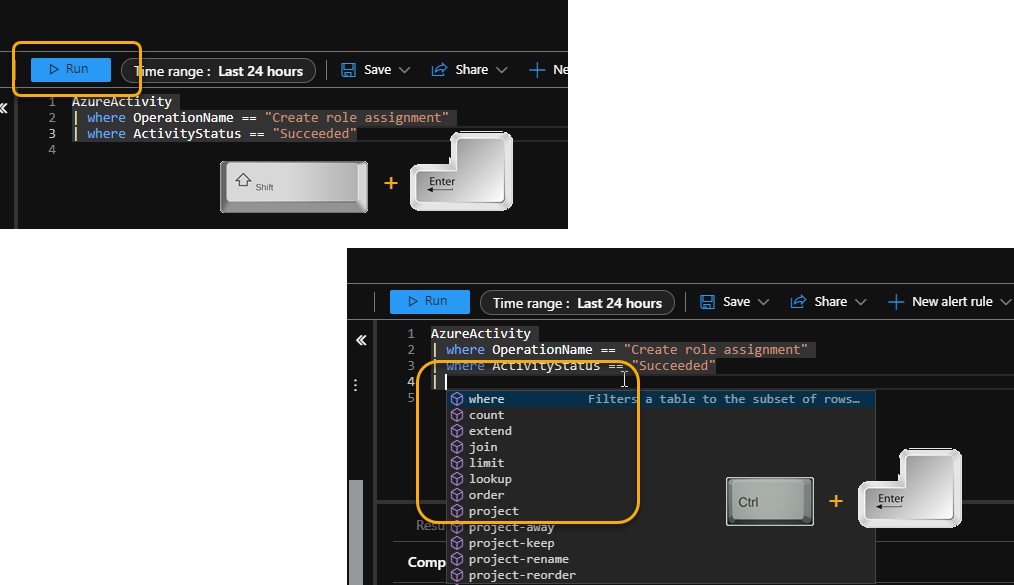 Run
Time range : Last 24 hours
Save
Share
Ne
1 AzureActivity
2 | where OperationName == "Create role assignment"
3 | where ActivityStatus == "Succeeded"
4
Shift
+
Enter
Run
Time range : Last 24 hours
Save
Share
New alert rule
1 AzureActivity
2 | where OperationName == "Create role assignment"
3 | where ActivityStatus == "Succeeded"
4 |
5
where Filters a table to the subset of rows…
count
extend
join
limit
lookup
order
project
project-away
project-keep
project-rename
project-reorder
Resu
Comp
Ctrl
+
Enter